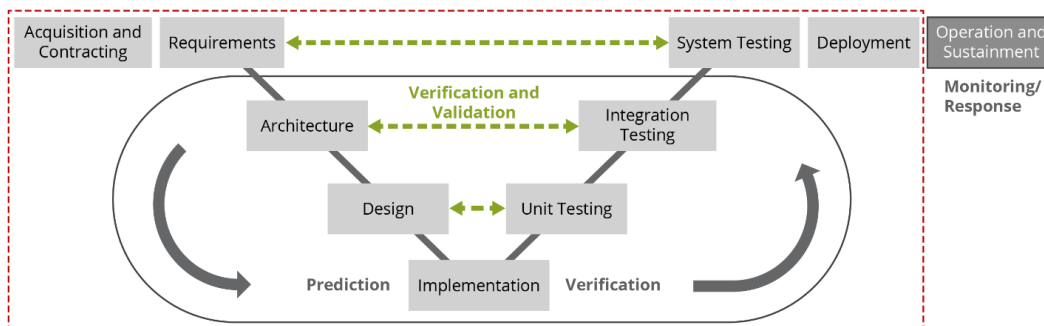 Acquisition and
Contracting
Requirements
System Testing
Deployment
Operation and
Sustainment
Monitoring/
Response
Verification and
Validation
Architecture
Integration
Testing
Design
Unit Testing
Prediction
Implementation
Verification